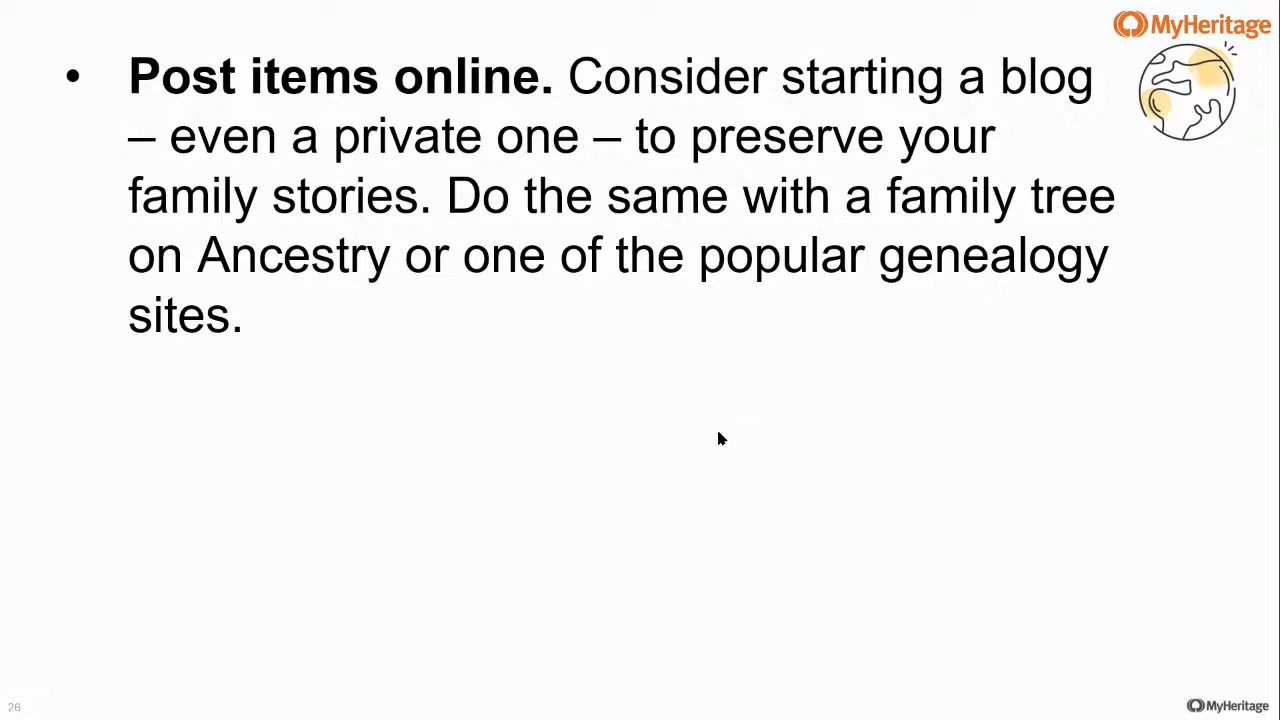 MyHeritage
• Post items online. Consider starting a blog
– even a private one – to preserve your
family stories. Do the same with a family tree
on Ancestry or one of the popular genealogy
sites.
26
MyHeritage